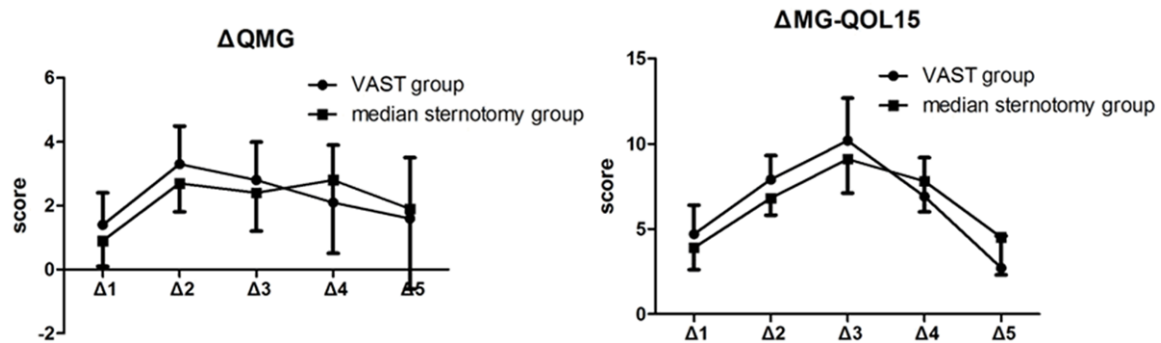 ΔQMG
6
4
2
0
-2
score
VAST group
median sternotomy group
Δ1 Δ2 Δ3 Δ4 Δ5
ΔMG-QOL15
15
10
5
0
score
VAST group
median sternotomy group
Δ1 Δ2 Δ3 Δ4 Δ5